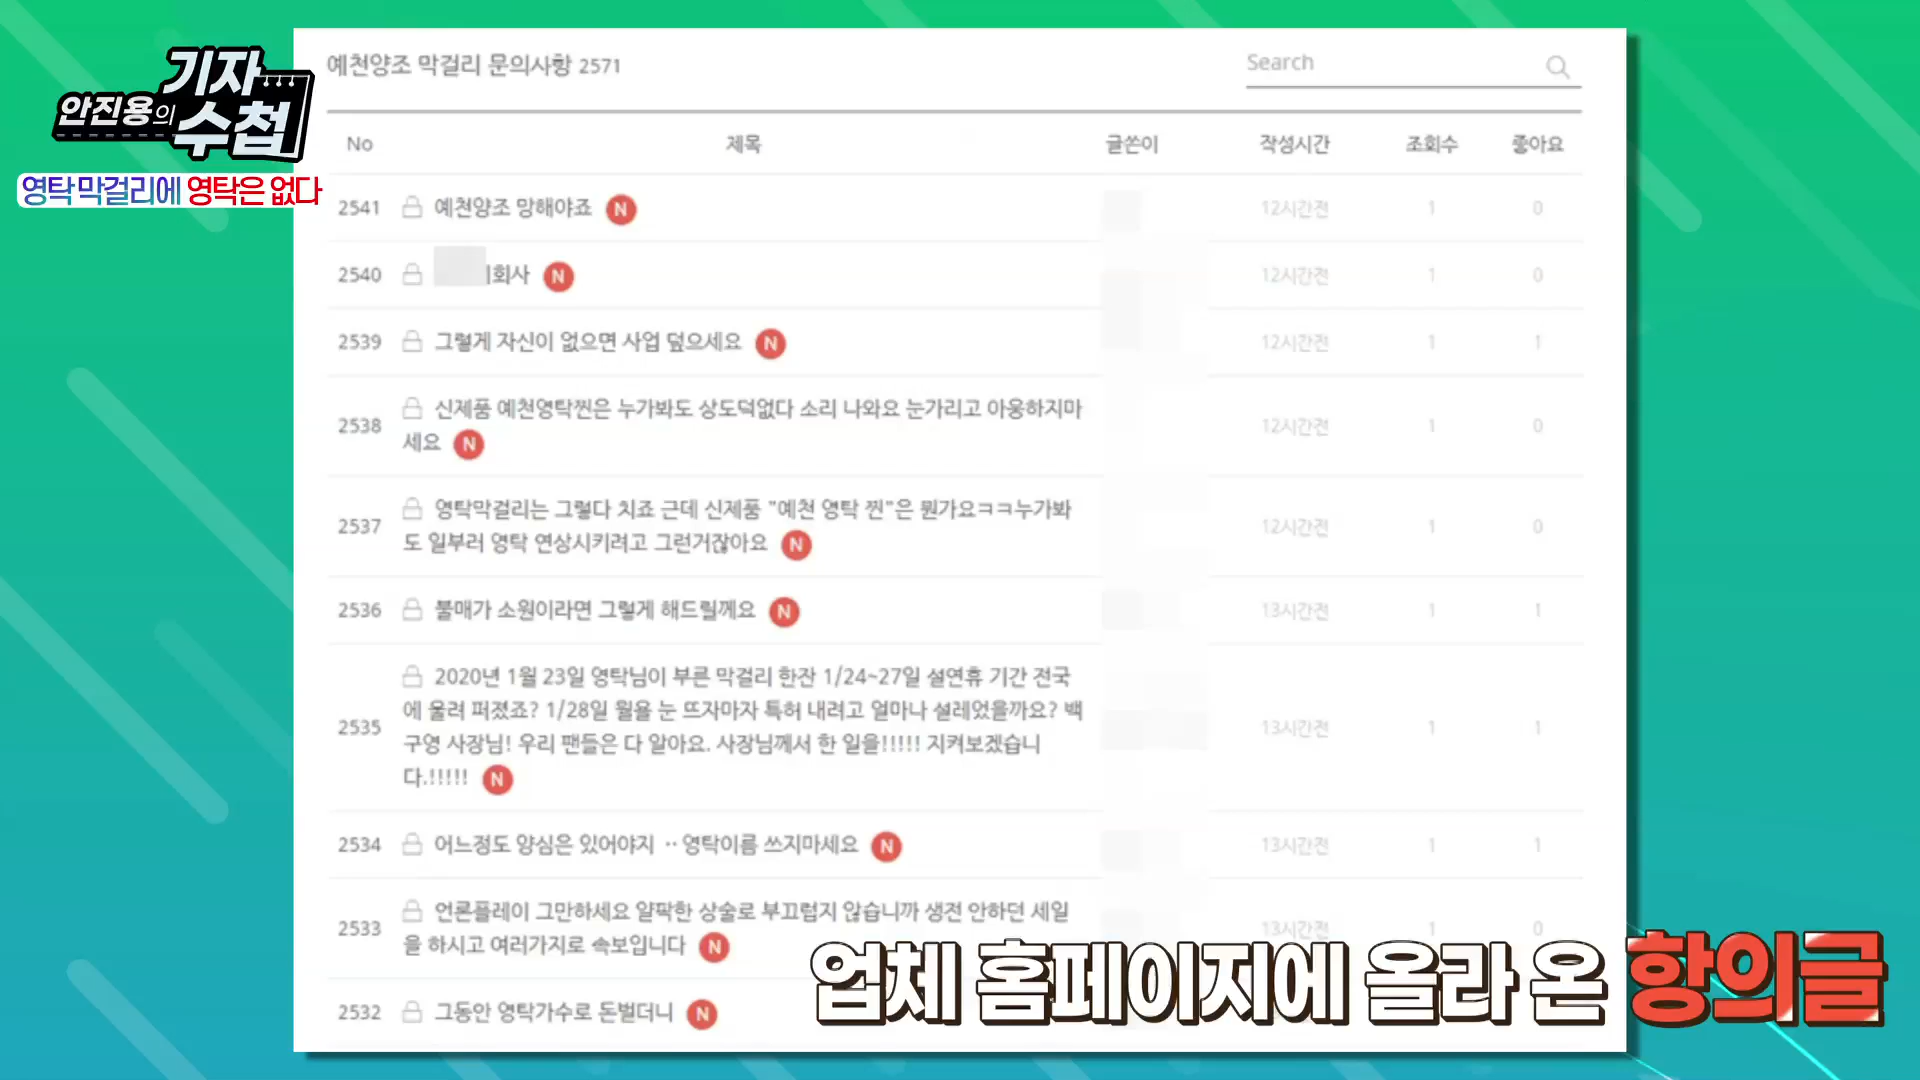 기자
안진용의
수첩
영탁 막걸리에 영탁은 없다
예천양조 막걸리 문의사항 2571
Search
No 제목 글쓴이 작성시간 조회수 좋아요
2541 예천양조 망해야죠 N 12시간전 1 0
2540 회사 N 12시간전 1 0
2539 그렇게 자신이 없으면 사업 덮으세요 N 12시간전 1 1
2538 신제품 예천영탁찐은 누가봐도 상도덕없다 소리 나와요 눈가리고 아웅하지마
세요 N 12시간전 1 0
2537 영탁막걸리는 그렇다 치죠 근데 신제품 "예천 영탁 찐"은 뭔가요ㅋㅋ누가봐
도 일부러 영탁 연상시키려고 그런거잖아요 N 12시간전 1 0
2536 불매가 소원이라면 그렇게 해드릴께요 N 13시간전 1 1
2535 2020년 1월 23일 영탁님이 부른 막걸리 한잔 1/24~27일 설연휴 기간 전국
에 울려 퍼졌죠? 1/28일 월욜 눈 뜨자마자 특허 내려고 얼마나 설레었을까요? 백
구영 사장님! 우리 팬들은 다 알아요. 사장님께서 한 일을!!!!! 지켜보겠습니
다.!!!!! N 13시간전 1 1
2534 어느정도 양심은 있어야지 ··영탁이름 쓰지마세요 N 13시간전 1 1
2533 언론플레이 그만하세요 얄팍한 상술로 부끄럽지 않습니까 생전 안하던 세일
을 하시고 여러가지로 속보입니다 N 13시간전 1 0
2532 그동안 영탁가수로 돈벌더니 N
업체 홈페이지에 올라 온 항의글